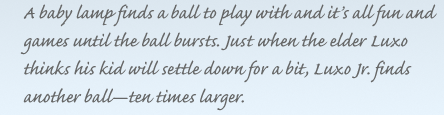 A baby lamp finds a ball to play with and it's all fun and
games until the ball bursts. Just when the elder Luxo
thinks his kid will settle down for a bit, Luxo Jr. finds
another ball—ten times larger.